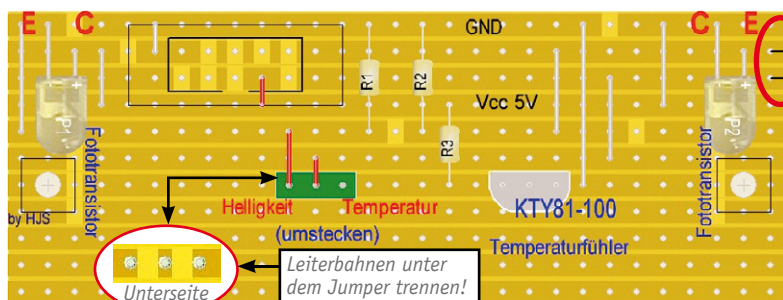 E C
GND
C E
R1
R2
Vcc 5V
P1
P2
R3
Fototransistor
Fototransistor
Helligkeit
Temperatur
KTY81-100
by HJS
(umstecken)
Temperaturfühler
Leiterbahnen unter
dem Jumper trennen!
Unterseite